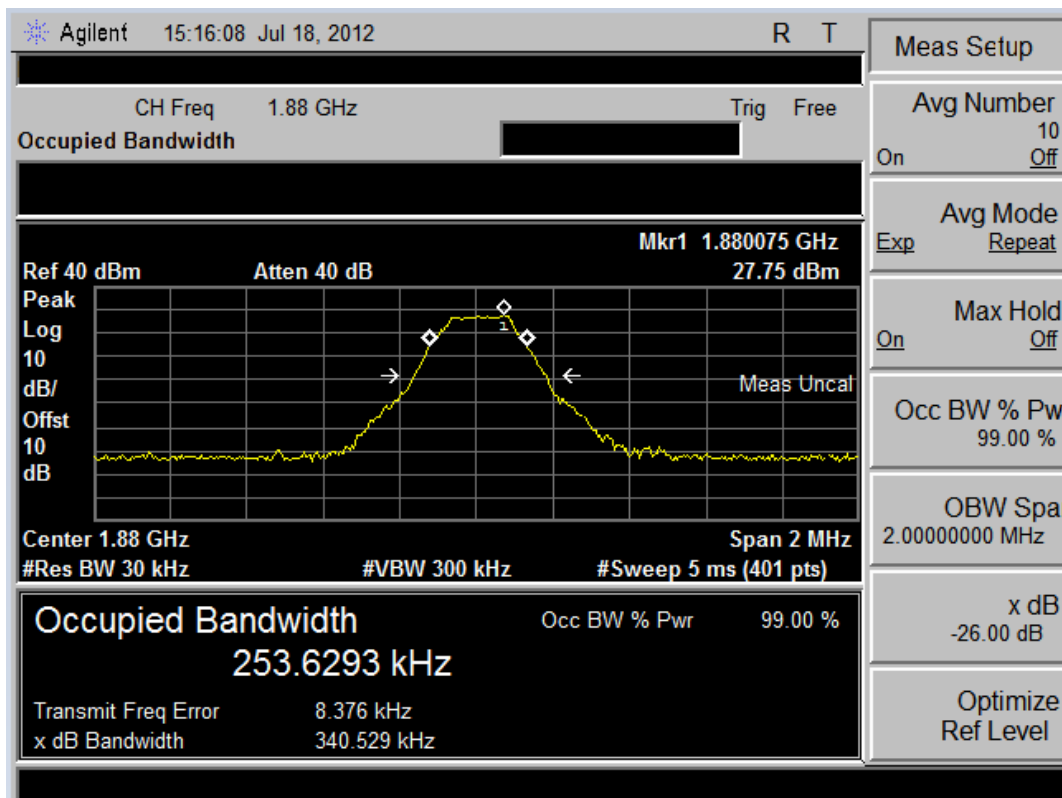 Agilent 15:16:08 Jul 18, 2012 R T
Meas Setup
CH Freq 1.88 GHz Trig Free
Occupied Bandwidth
Avg Number
10
On Off
Avg Mode
Exp Repeat
Max Hold
On Off
Occ BW % Pw
99.00 %
OBW Spa
2.00000000 MHz
x dB
-26.00 dB
Optimize
Ref Level
Mkr1 1.880075 GHz
Ref 40 dBm Atten 40 dB 27.75 dBm
Peak
Log
10
dB/
Offst
10
dB
1
Meas Uncal
Center 1.88 GHz Span 2 MHz
#Res BW 30 kHz #VBW 300 kHz #Sweep 5 ms (401 pts)
Occupied Bandwidth Occ BW % Pwr 99.00 %
253.6293 kHz
Transmit Freq Error 8.376 kHz
x dB Bandwidth 340.529 kHz